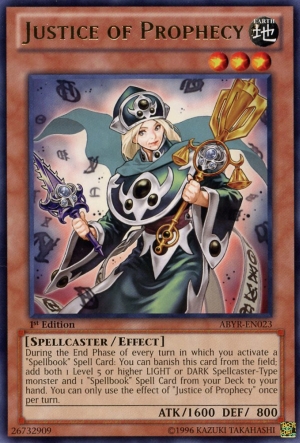 JUSTICE OF PROPHECY
EARTH
地
1st Edition
ABYR-EN023
[SPELLCASTER / EFFECT]
During the End Phase of every turn in which you activate a
"Spellbook" Spell Card: You can banish this card from the field;
add both 1 Level 5 or higher LIGHT or DARK Spellcaster-Type
monster and 1 "Spellbook" Spell Card from your Deck to your
hand. You can only use the effect of "Justice of Prophecy" once
per turn.
ATK/1600 DEF/ 800
26732909
©1996 KAZUKI TAKAHASHI